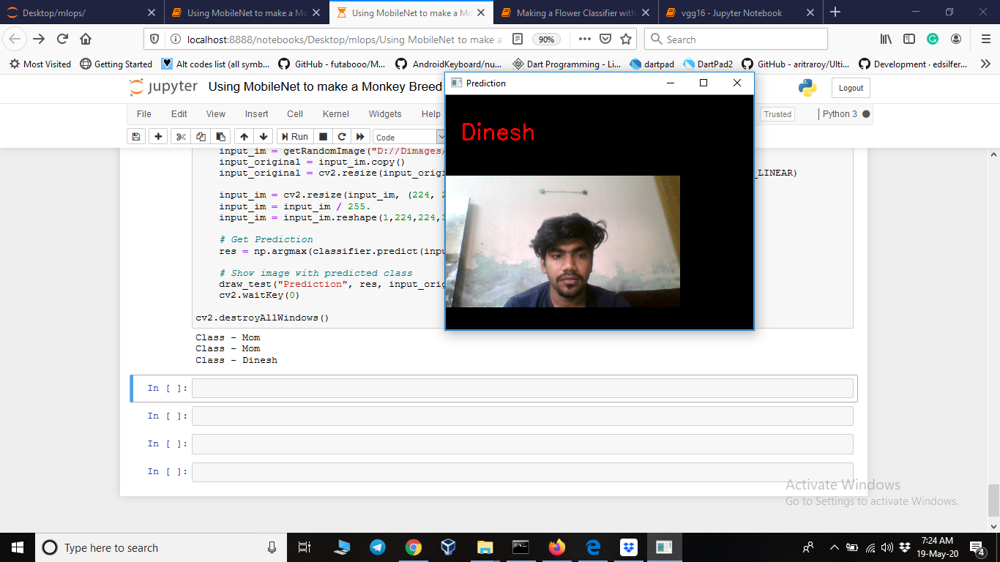 Desktop/mlops/
Using MobileNet to make a Mo
Using MobileNet to make a Mo
Making a Flower Classifier with
vgg16 - Jupyter Notebook
localhost:8888/notebooks/Desktop/mlops/Using MobileNet to make a
90%
Search
Most Visited
Getting Started
Alt codes list (all symb...
GitHub - futabooo/M...
AndroidKeyboard/nu...
Dart Programming - Li...
dartpad
DartPad2
GitHub - aritraroy/Ulti...
Development · edsilfer...
jupyter
Using MobileNet to make a Monkey Breed
Logout
File Edit View Insert Cell Kernel Widgets Help
Trusted
Python 3
Run
Code
Prediction
Dinesh
input_im = getRandomImage("D://Dimages/
input_original = input_im.copy()
input_original = cv2.resize(input_origi
_LINEAR)
input_im = cv2.resize(input_im, (224, 2
input_im = input_im / 255.
input_im = input_im.reshape(1,224,224,3
# Get Prediction
res = np.argmax(classifier.predict(inpu
# Show image with predicted class
draw_test("Prediction", res, input_orig
cv2.waitKey(0)
cv2.destroyAllWindows()
Class - Mom
Class - Mom
Class - Dinesh
In [ ]:
In [ ]:
In [ ]:
In [ ]:
Activate Windows
Go to Settings to activate Windows.
Type here to search
7:24 AM
19-May-20
4